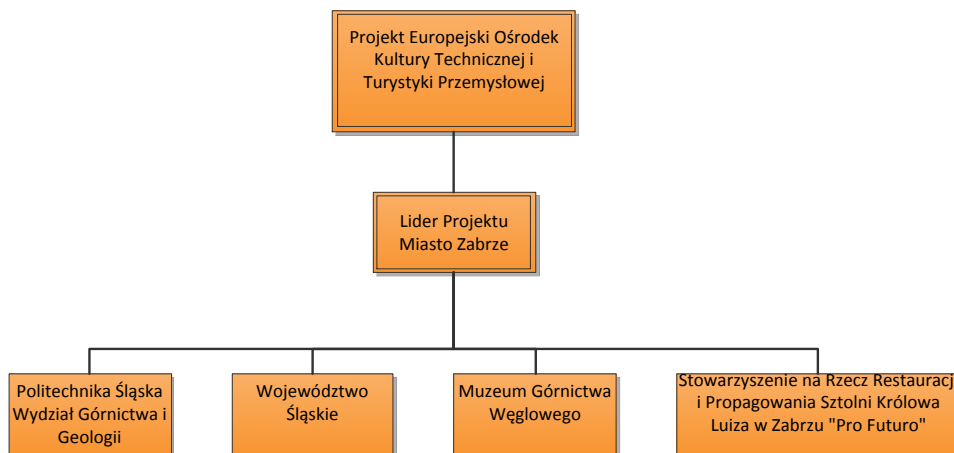 Projekt Europejski Ośrodek
Kultury Technicznej i
Turystyki Przemysłowej
Lider Projektu
Miasto Zabrze
Politechnika Śląska
Wydział Górnictwa i
Geologii
Województwo
Śląskie
Muzeum Górnictwa
Węglowego
Stowarzyszenie na Rzecz Restauracj
i Propagowania Sztolni Królowa
Luiza w Zabrzu "Pro Futuro"